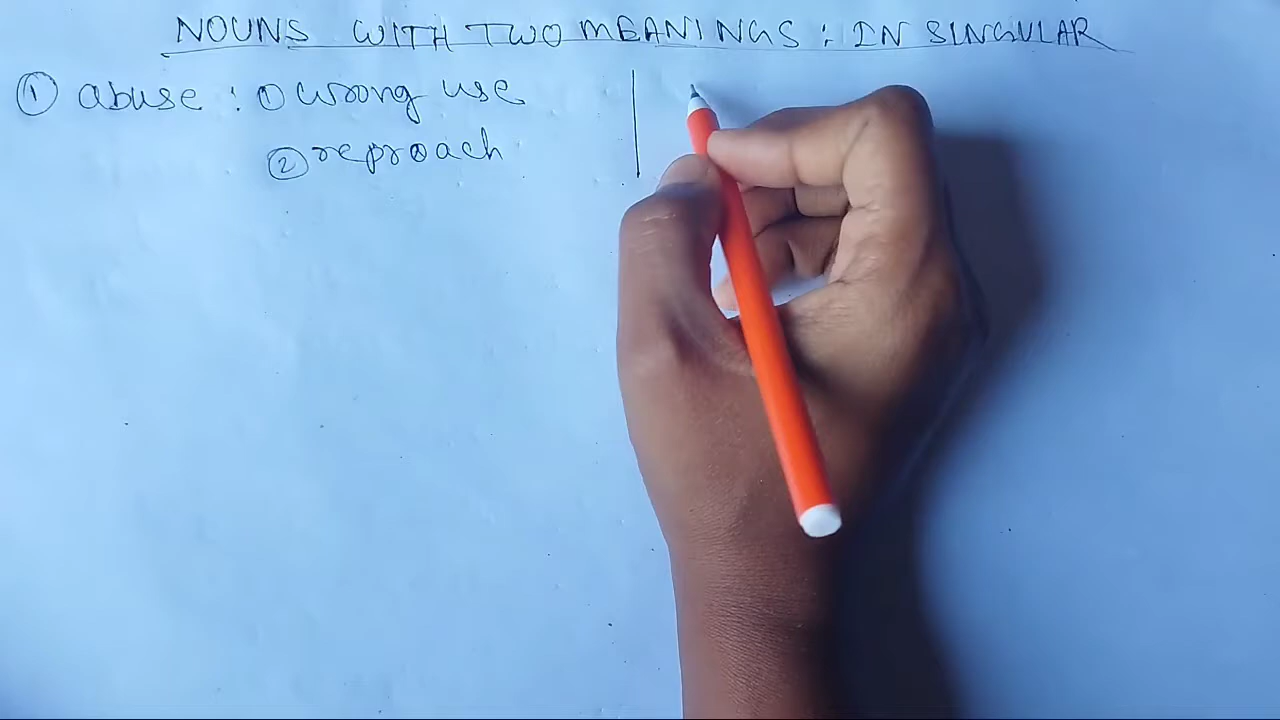 NOUNS WITH TWO MEANINGS : IN SINGULAR
① abuse : ① wrong use
② reproach